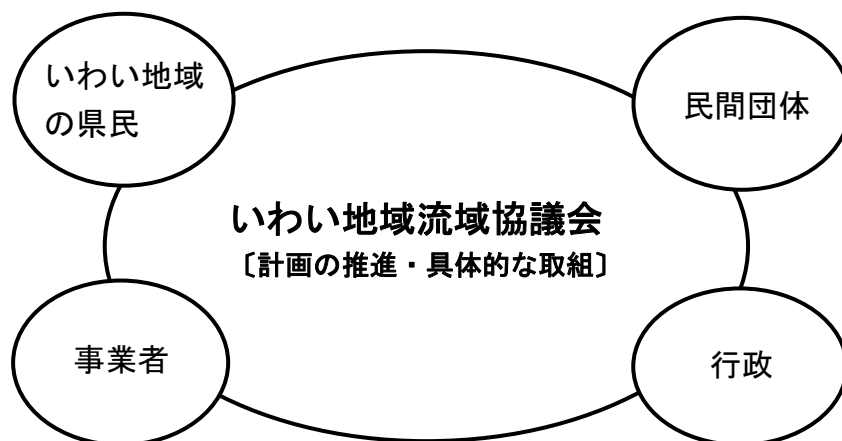 いわい地域
の県民
民間団体
いわい地域流域協議会
〔計画の推進・具体的な取組〕
事業者
行政